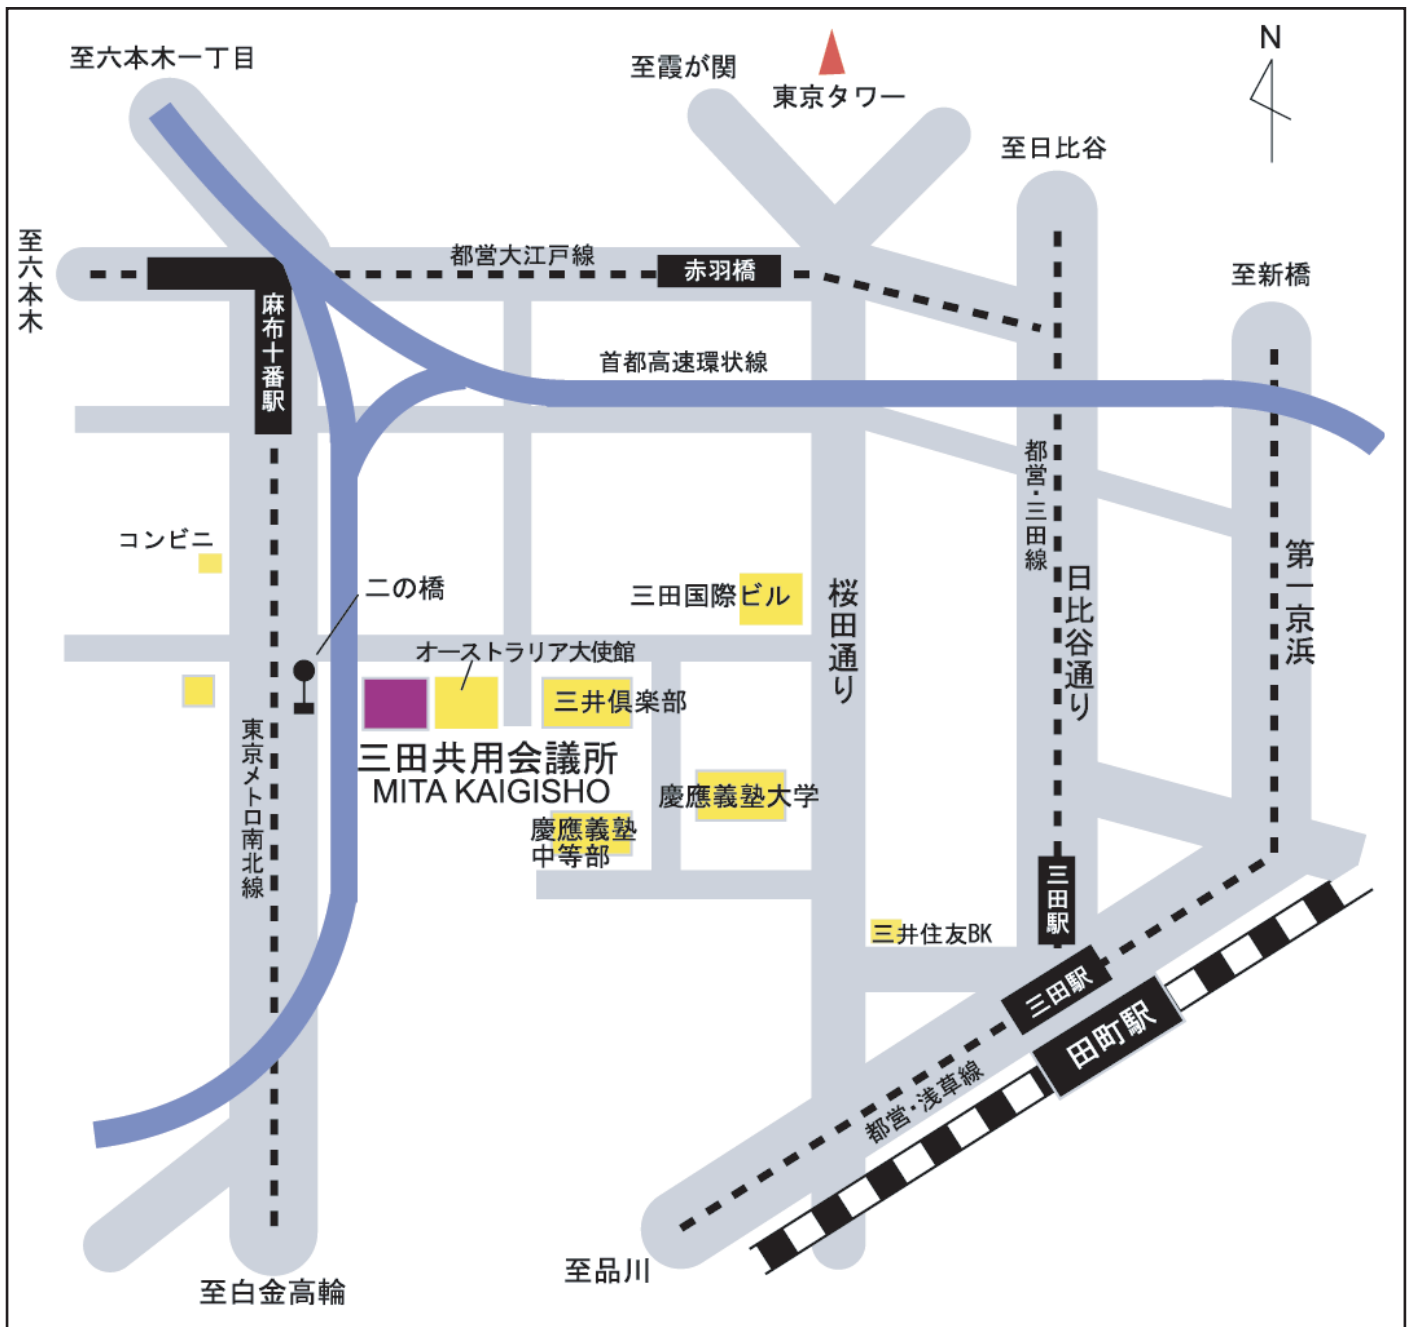 至六本木一丁目
至霞が関
東京タワー
N
至日比谷
至六本木
都営大江戸線
赤羽橋
至新橋
麻布十番駅
首都高速環状線
都営・三田線
コンビニ
二の橋
三田国際ビル
桜田通り
日比谷通り
第一京浜
オーストラリア大使館
三井倶楽部
東京メトロ南北線
三田共用会議所
MITA KAIGISHO
慶應義塾大学
慶應義塾
中等部
三田駅
三井住友BK
三田駅
田町駅
都営・浅草線
至品川
至白金高輪